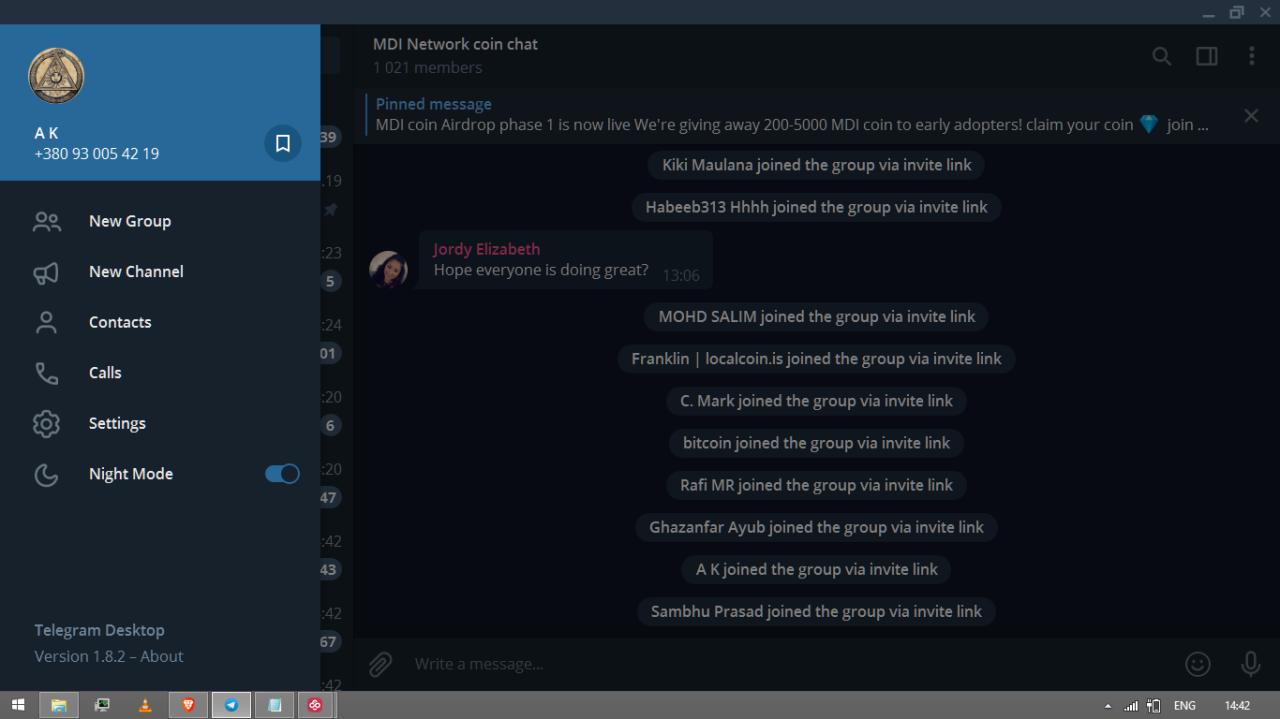 A K
+380 93 005 42 19
New Group
New Channel
Contacts
Calls
Settings
Night Mode
Telegram Desktop
Version 1.8.2 – About
39
.19
:23
5
:24
01
:20
6
:20
47
:42
43
:42
67
:42
MDI Network coin chat
1 021 members
Pinned message
MDI coin Airdrop phase 1 is now live We're giving away 200-5000 MDI coin to early adopters! claim your coin 💎 join ...
Kiki Maulana joined the group via invite link
Habeeb313 Hhhh joined the group via invite link
Jordy Elizabeth
Hope everyone is doing great? 13:06
MOHD SALIM joined the group via invite link
Franklin | localcoin.is joined the group via invite link
C. Mark joined the group via invite link
bitcoin joined the group via invite link
Rafi MR joined the group via invite link
Ghazanfar Ayub joined the group via invite link
A K joined the group via invite link
Sambhu Prasad joined the group via invite link
Write a message...
ENG 14:42